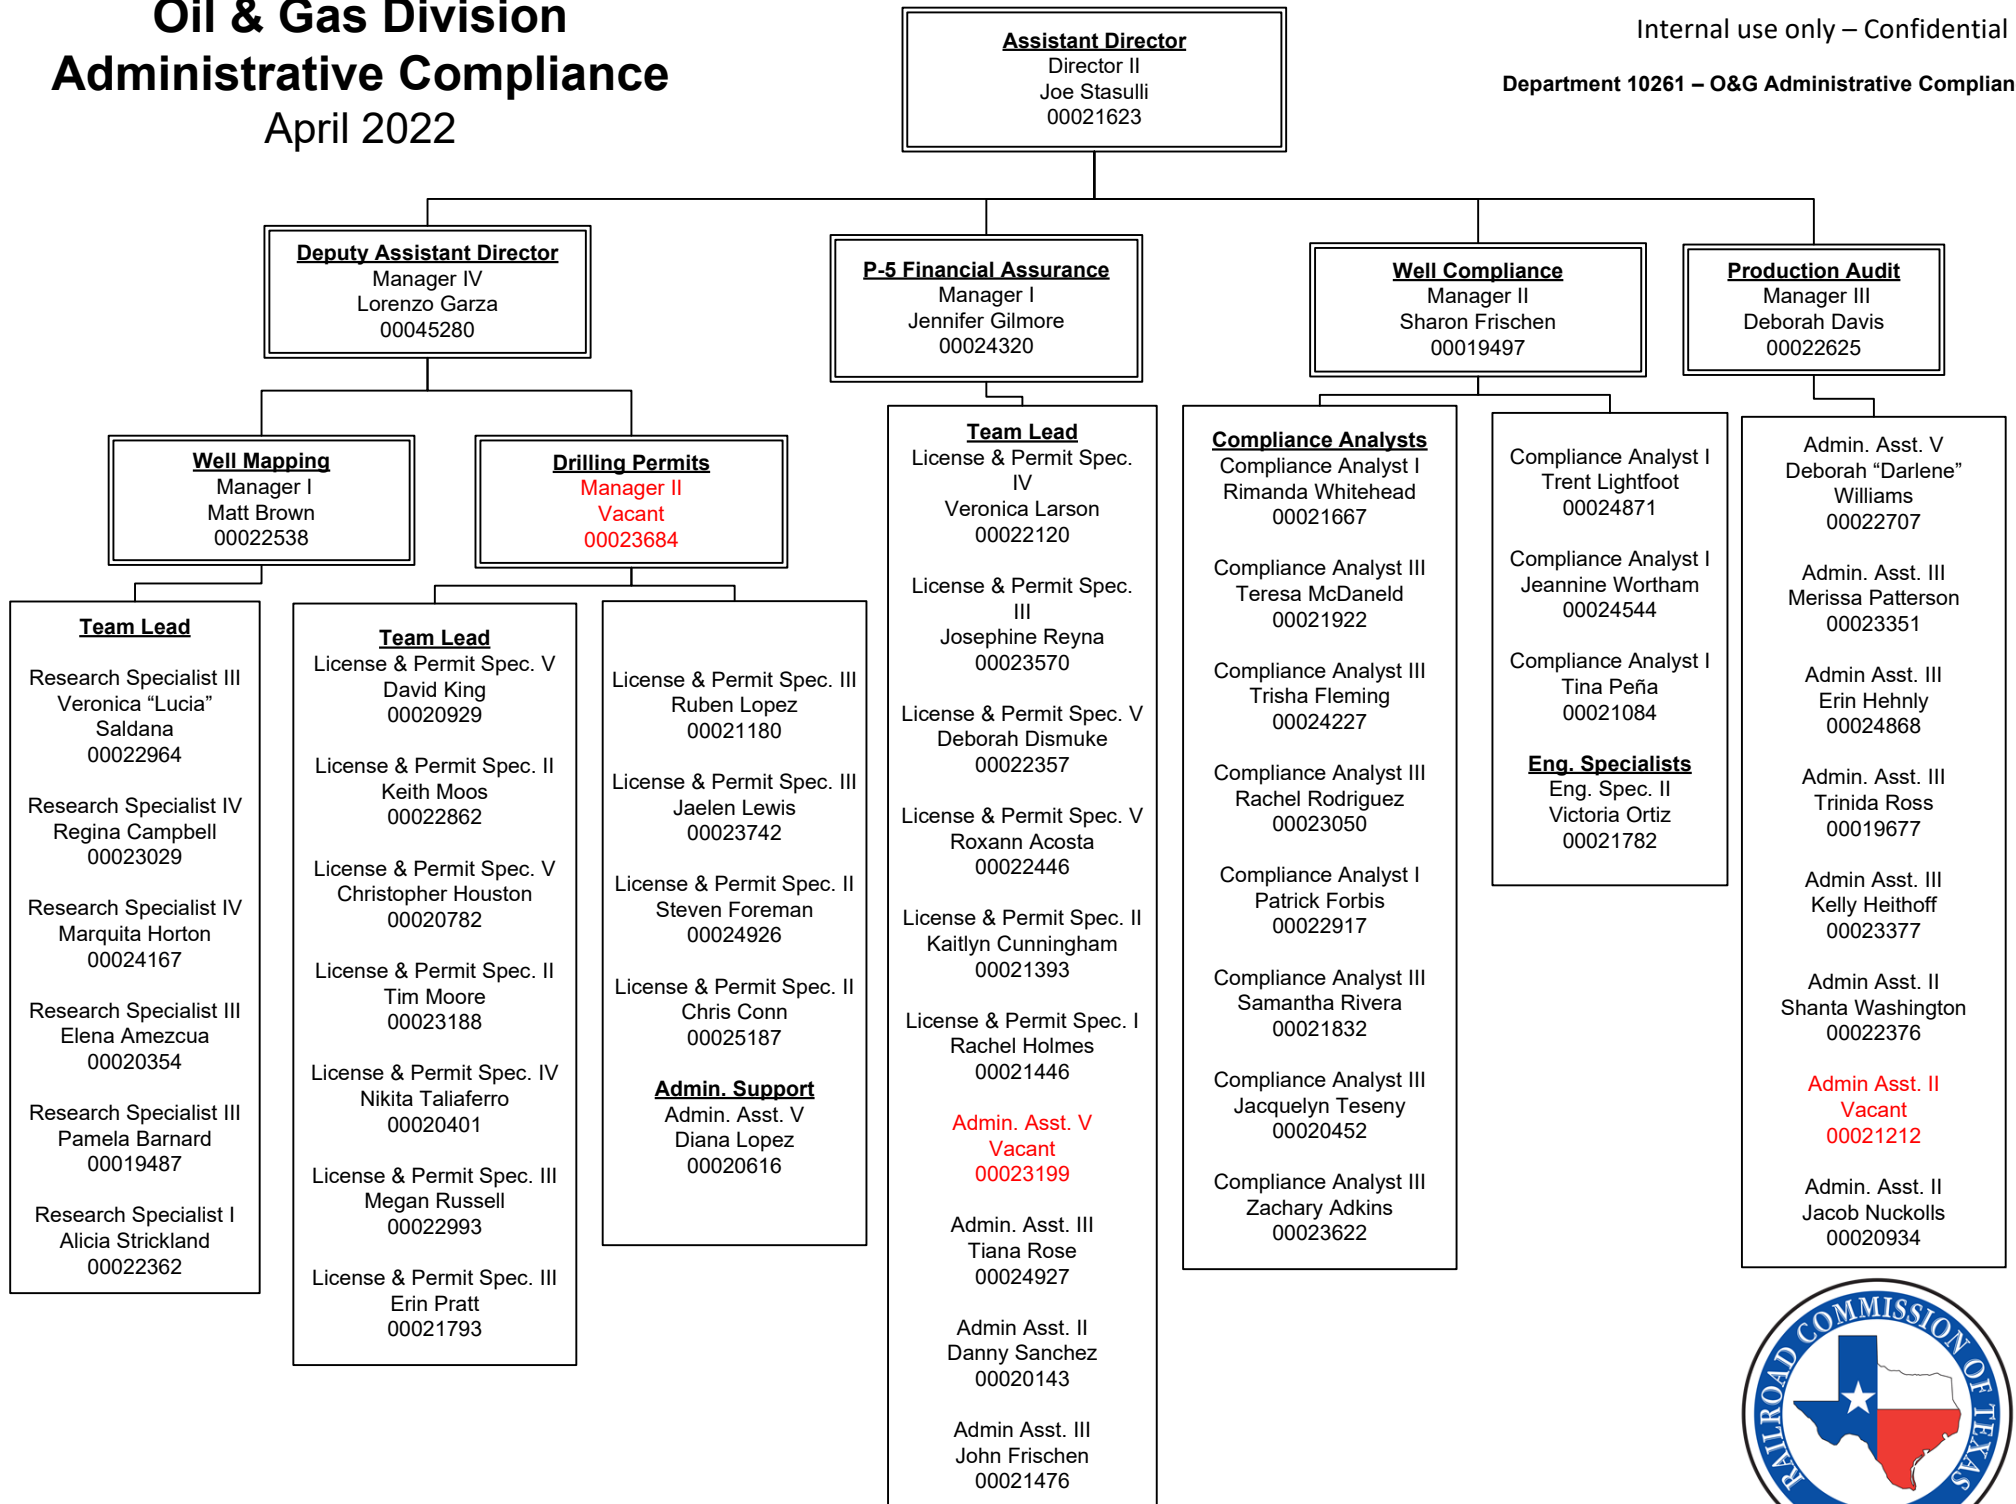 Oil & Gas Division
Administrative Compliance
April 2022
Internal use only – Confidential
Department 10261 – O&G Administrative Complian
Assistant Director
Director II
Joe Stasulli
00021623
Deputy Assistant Director
Manager IV
Lorenzo Garza
00045280
P-5 Financial Assurance
Manager I
Jennifer Gilmore
00024320
Well Compliance
Manager II
Sharon Frischen
00019497
Production Audit
Manager III
Deborah Davis
00022625
Well Mapping
Manager I
Matt Brown
00022538
Drilling Permits
Manager II
Vacant
00023684
Team Lead
Research Specialist III
Veronica “Lucia”
Saldana
00022964
Research Specialist IV
Regina Campbell
00023029
Research Specialist IV
Marquita Horton
00024167
Research Specialist III
Elena Amezcua
00020354
Research Specialist III
Pamela Barnard
00019487
Research Specialist I
Alicia Strickland
00022362
Team Lead
License & Permit Spec. V
David King
00020929
License & Permit Spec. II
Keith Moos
00022862
License & Permit Spec. V
Christopher Houston
00020782
License & Permit Spec. II
Tim Moore
00023188
License & Permit Spec. IV
Nikita Taliaferro
00020401
License & Permit Spec. III
Megan Russell
00022993
License & Permit Spec. III
Erin Pratt
00021793
License & Permit Spec. III
Ruben Lopez
00021180
License & Permit Spec. III
Jaelen Lewis
00023742
License & Permit Spec. II
Steven Foreman
00024926
License & Permit Spec. II
Chris Conn
00025187
Admin. Support
Admin. Asst. V
Diana Lopez
00020616
Team Lead
License & Permit Spec.
IV
Veronica Larson
00022120
License & Permit Spec.
III
Josephine Reyna
00023570
License & Permit Spec. V
Deborah Dismuke
00022357
License & Permit Spec. V
Roxann Acosta
00022446
License & Permit Spec. II
Kaitlyn Cunningham
00021393
License & Permit Spec. I
Rachel Holmes
00021446
Admin. Asst. V
Vacant
00023199
Admin. Asst. III
Tiana Rose
00024927
Admin Asst. II
Danny Sanchez
00020143
Admin Asst. III
John Frischen
00021476
Compliance Analysts
Compliance Analyst I
Rimanda Whitehead
00021667
Compliance Analyst III
Teresa McDaneld
00021922
Compliance Analyst III
Trisha Fleming
00024227
Compliance Analyst III
Rachel Rodriguez
00023050
Compliance Analyst I
Patrick Forbis
00022917
Compliance Analyst III
Samantha Rivera
00021832
Compliance Analyst III
Jacquelyn Teseny
00020452
Compliance Analyst III
Zachary Adkins
00023622
Compliance Analyst I
Trent Lightfoot
00024871
Compliance Analyst I
Jeannine Wortham
00024544
Compliance Analyst I
Tina Peña
00021084
Eng. Specialists
Eng. Spec. II
Victoria Ortiz
00021782
Admin. Asst. V
Deborah “Darlene”
Williams
00022707
Admin. Asst. III
Merissa Patterson
00023351
Admin Asst. III
Erin Hehnly
00024868
Admin. Asst. III
Trinida Ross
00019677
Admin Asst. III
Kelly Heithoff
00023377
Admin Asst. II
Shanta Washington
00022376
Admin Asst. II
Vacant
00021212
Admin. Asst. II
Jacob Nuckolls
00020934
RAILROAD COMMISSION OF TEXAS